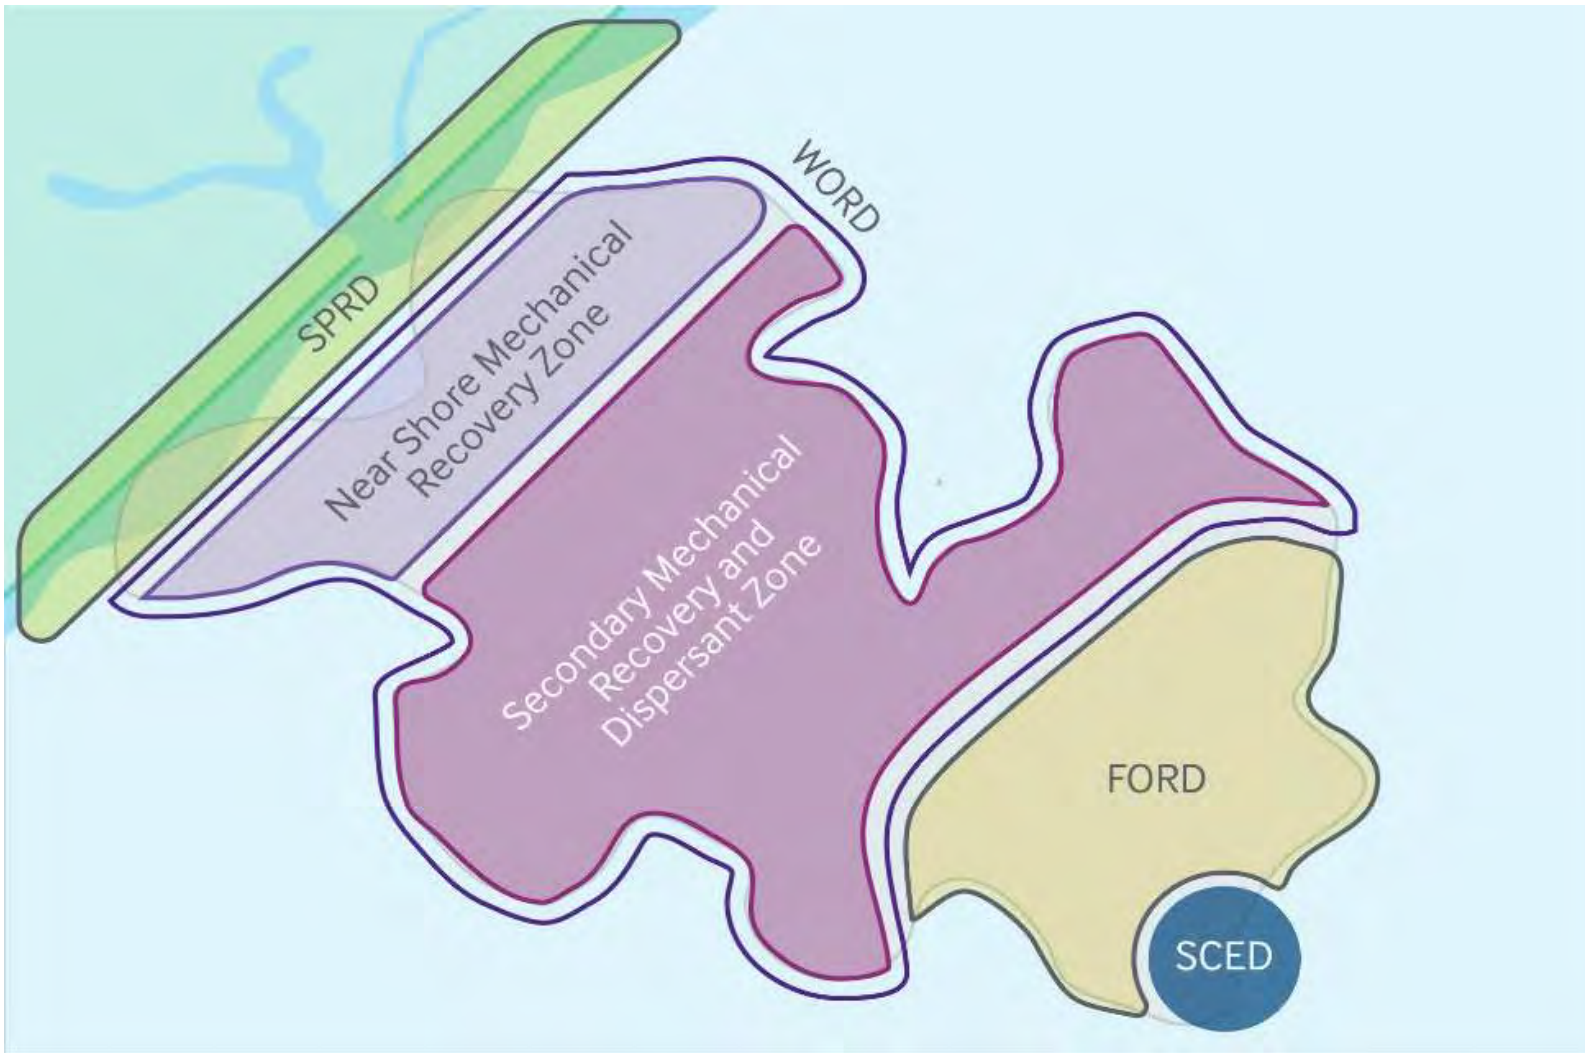 WORD
SPRD
Near Shore Mechanical
Recovery Zone
Secondary Mechanical
Recovery and
Dispersant Zone
FORD
SCED